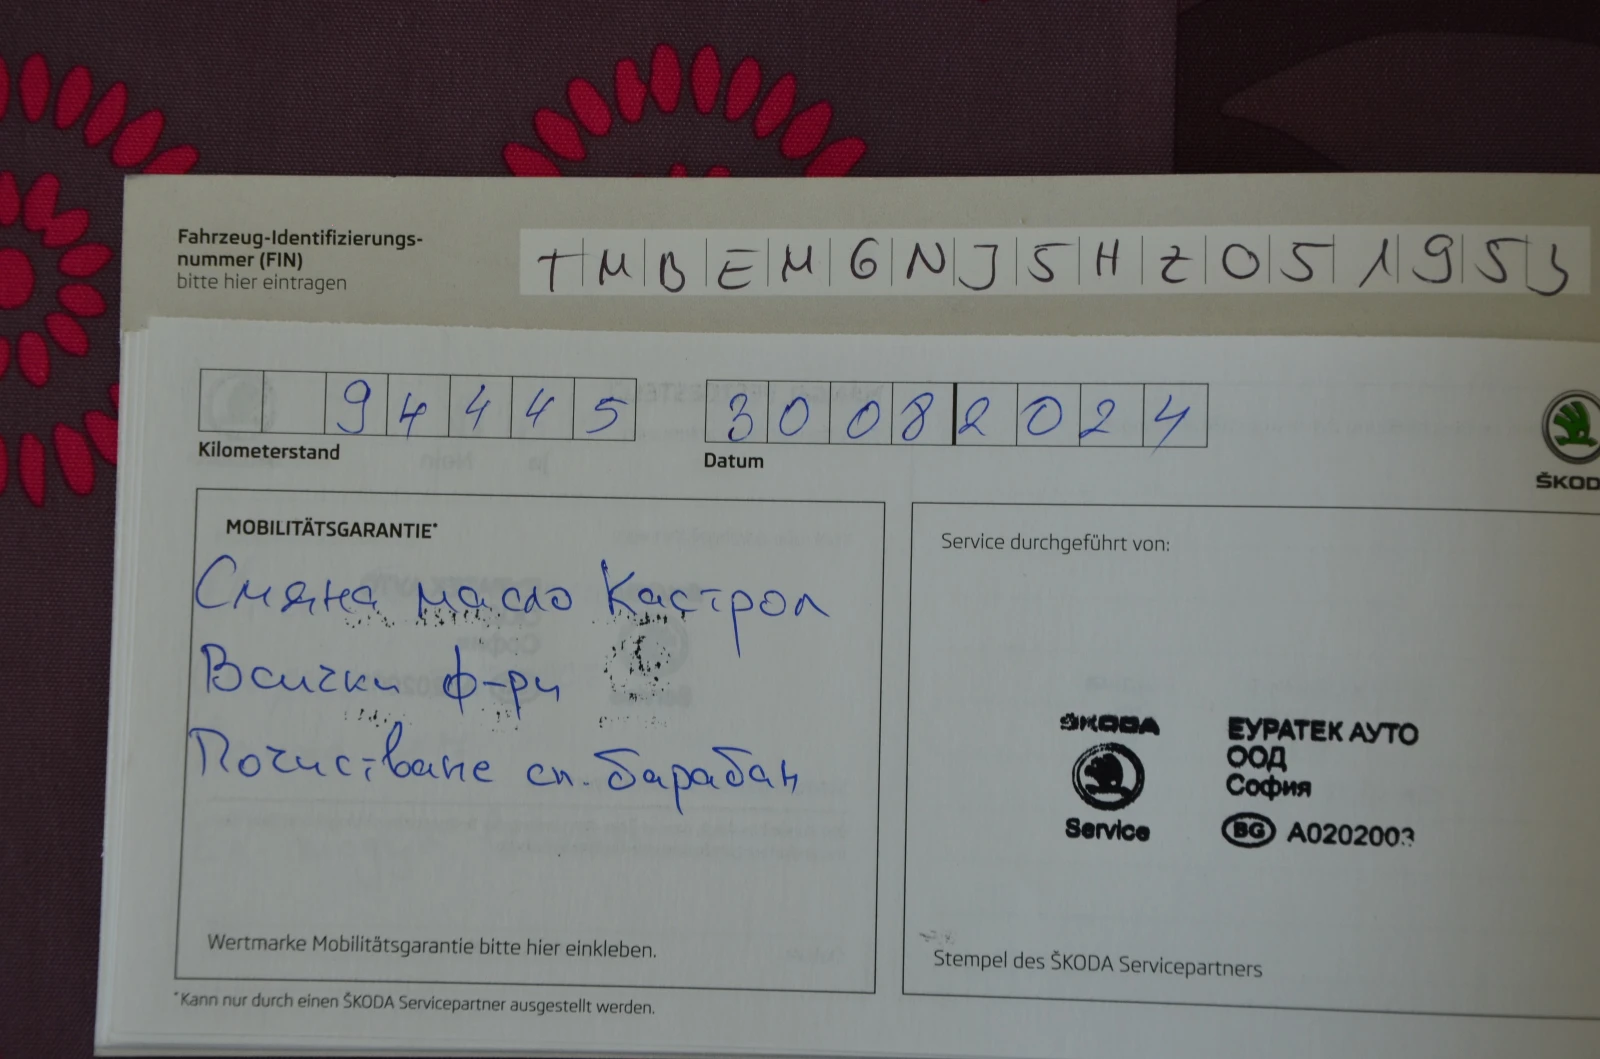 Fahrzeug-Identifizierungs-
nummer (FIN)
bitte hier eintragen
TMBEMGNJ5HZ051953
94445
Kilometerstand
30082024
Datum
ŠKOD
MOBILITÄTSGARANTIE*
Смяна масло Кастрол
Всички ф-ри
Почистване сп. барабан
Wertmarke Mobilitätsgarantie bitte hier einkleben.
*Kann nur durch einen ŠKODA Servicepartner ausgestellt werden.
Service durchgeführt von:
ŠKODA
Service
ЕУРАТЕК АУТО
ООД
София
BG A0202003
Stempel des ŠKODA Servicepartners